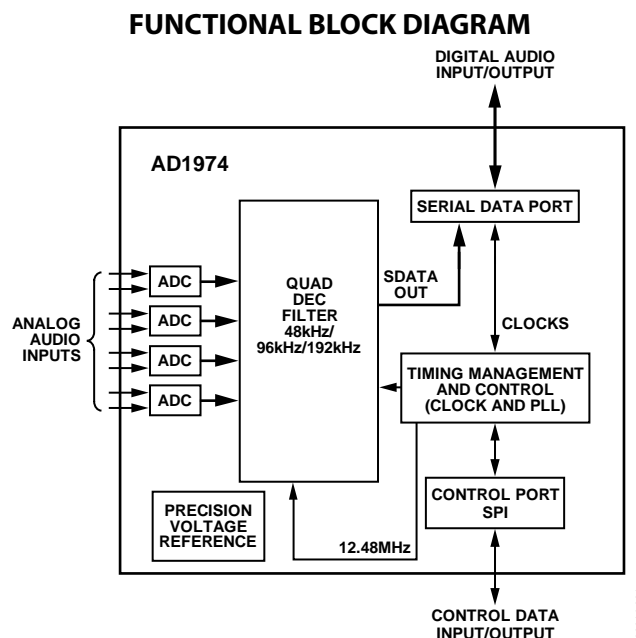 FUNCTIONAL BLOCK DIAGRAM
DIGITAL AUDIO
INPUT/OUTPUT
AD1974
SERIAL DATA PORT
QUAD
DEC
FILTER
48kHz/
96kHz/192kHz
SDATA
OUT
CLOCKS
ANALOG
AUDIO
INPUTS
ADC
ADC
ADC
ADC
TIMING MANAGEMENT
AND CONTROL
(CLOCK AND PLL)
PRECISION
VOLTAGE
REFERENCE
12.48MHz
CONTROL PORT
SPI
CONTROL DATA
INPUT/OUTPUT